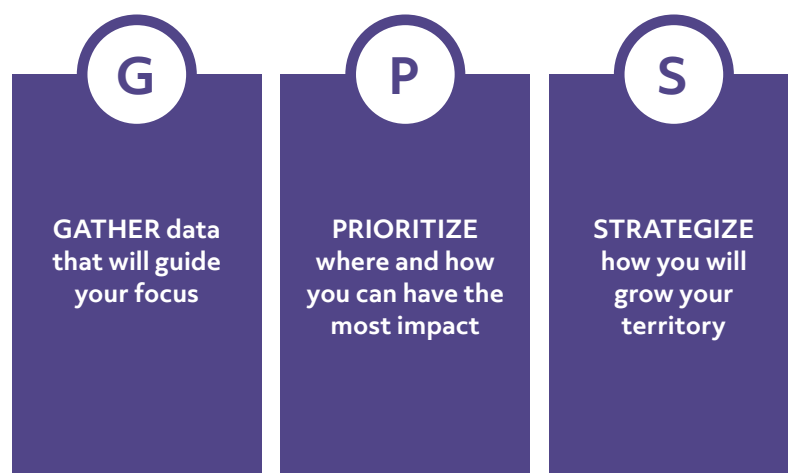 G
GATHER data
that will guide
your focus
P
PRIORITIZE
where and how
you can have the
most impact
S
STRATEGIZE
how you will
grow your
territory